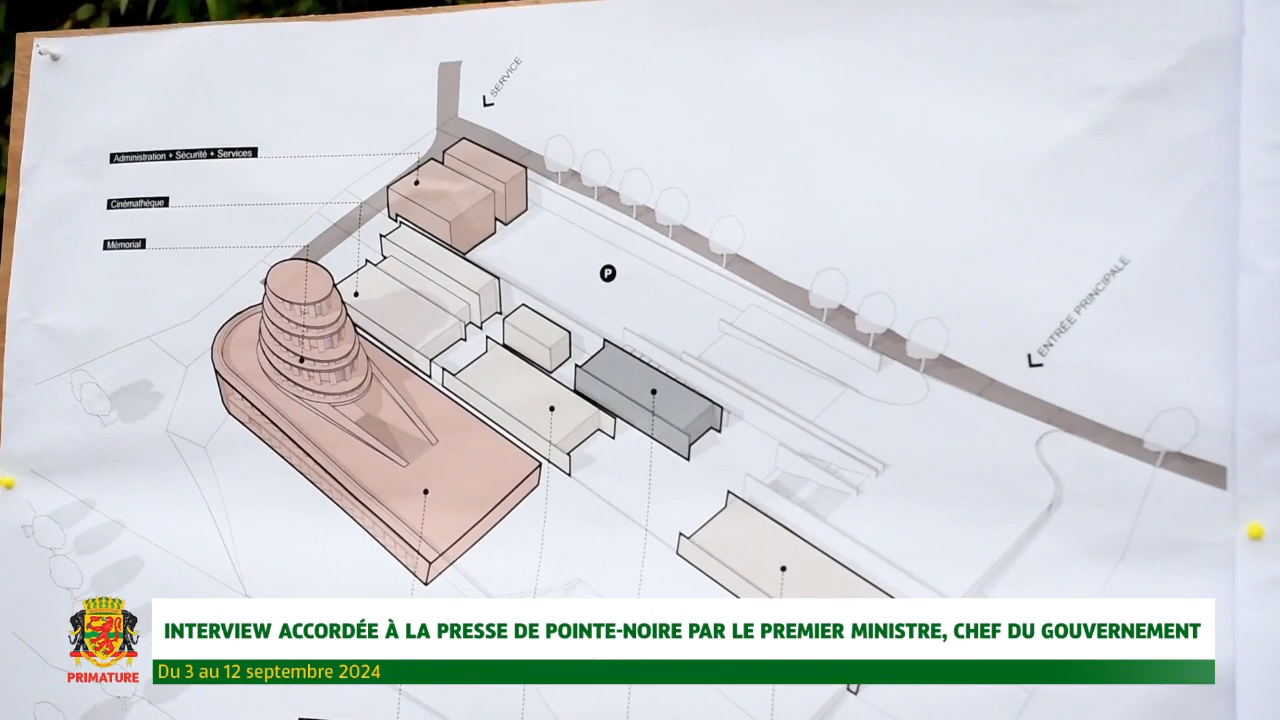 SERVICE
Administration + Sécurité + Services
Cinémathèque
Mémorial
P
ENTRÉE PRINCIPALE
INTERVIEW ACCORDÉE À LA PRESSE DE POINTE-NOIRE PAR LE PREMIER MINISTRE, CHEF DU GOUVERNEMENT
PRIMATURE
Du 3 au 12 septembre 2024